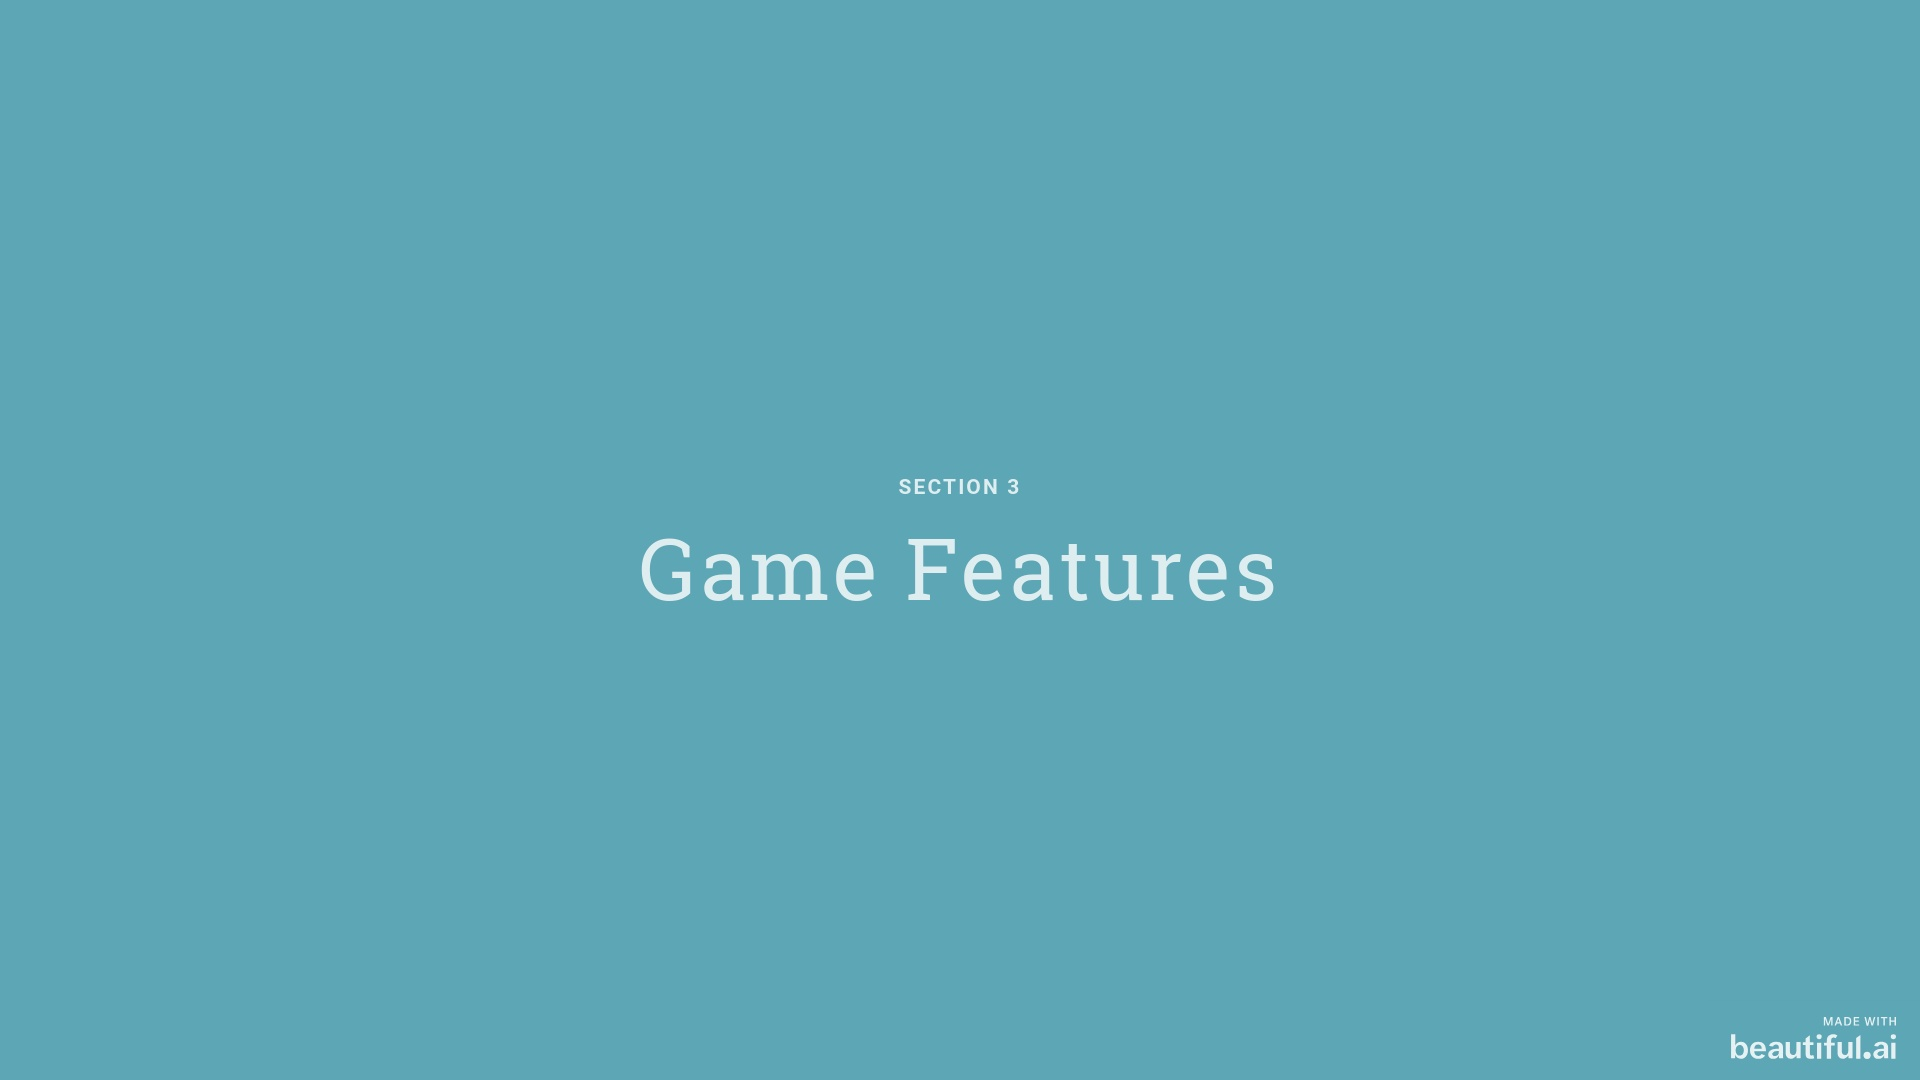 SECTION 3
Game Features
MADE WITH
beautiful.ai